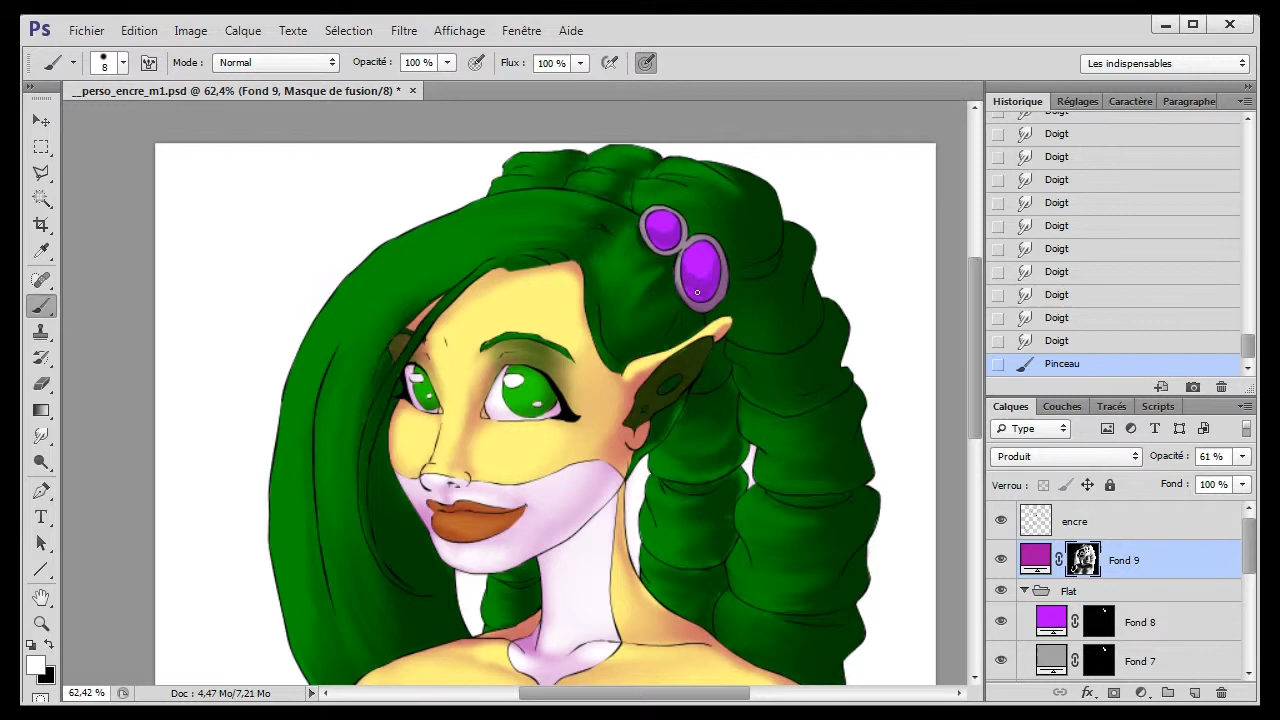 Ps Fichier Edition Image Calque Texte Sélection Filtre Affichage Fenêtre Aide
8 Mode : Normal Opacité : 100 % Flux : 100 % Les indispensables
__perso_encre_m1.psd @ 62,4% (Fond 9, Masque de fusion/8) * ×
Historique Réglages Caractère Paragraphe
Doigt
Doigt
Doigt
Doigt
Doigt
Doigt
Doigt
Doigt
Doigt
Doigt
Doigt
Pinceau
Calques Couches Tracés Scripts
Type
Produit Opacité : 61 %
Verrou : Fond : 100 %
encre
Fond 9
Flat
Fond 8
Fond 7
62,42 % Doc : 4,47 Mo/7,21 Mo